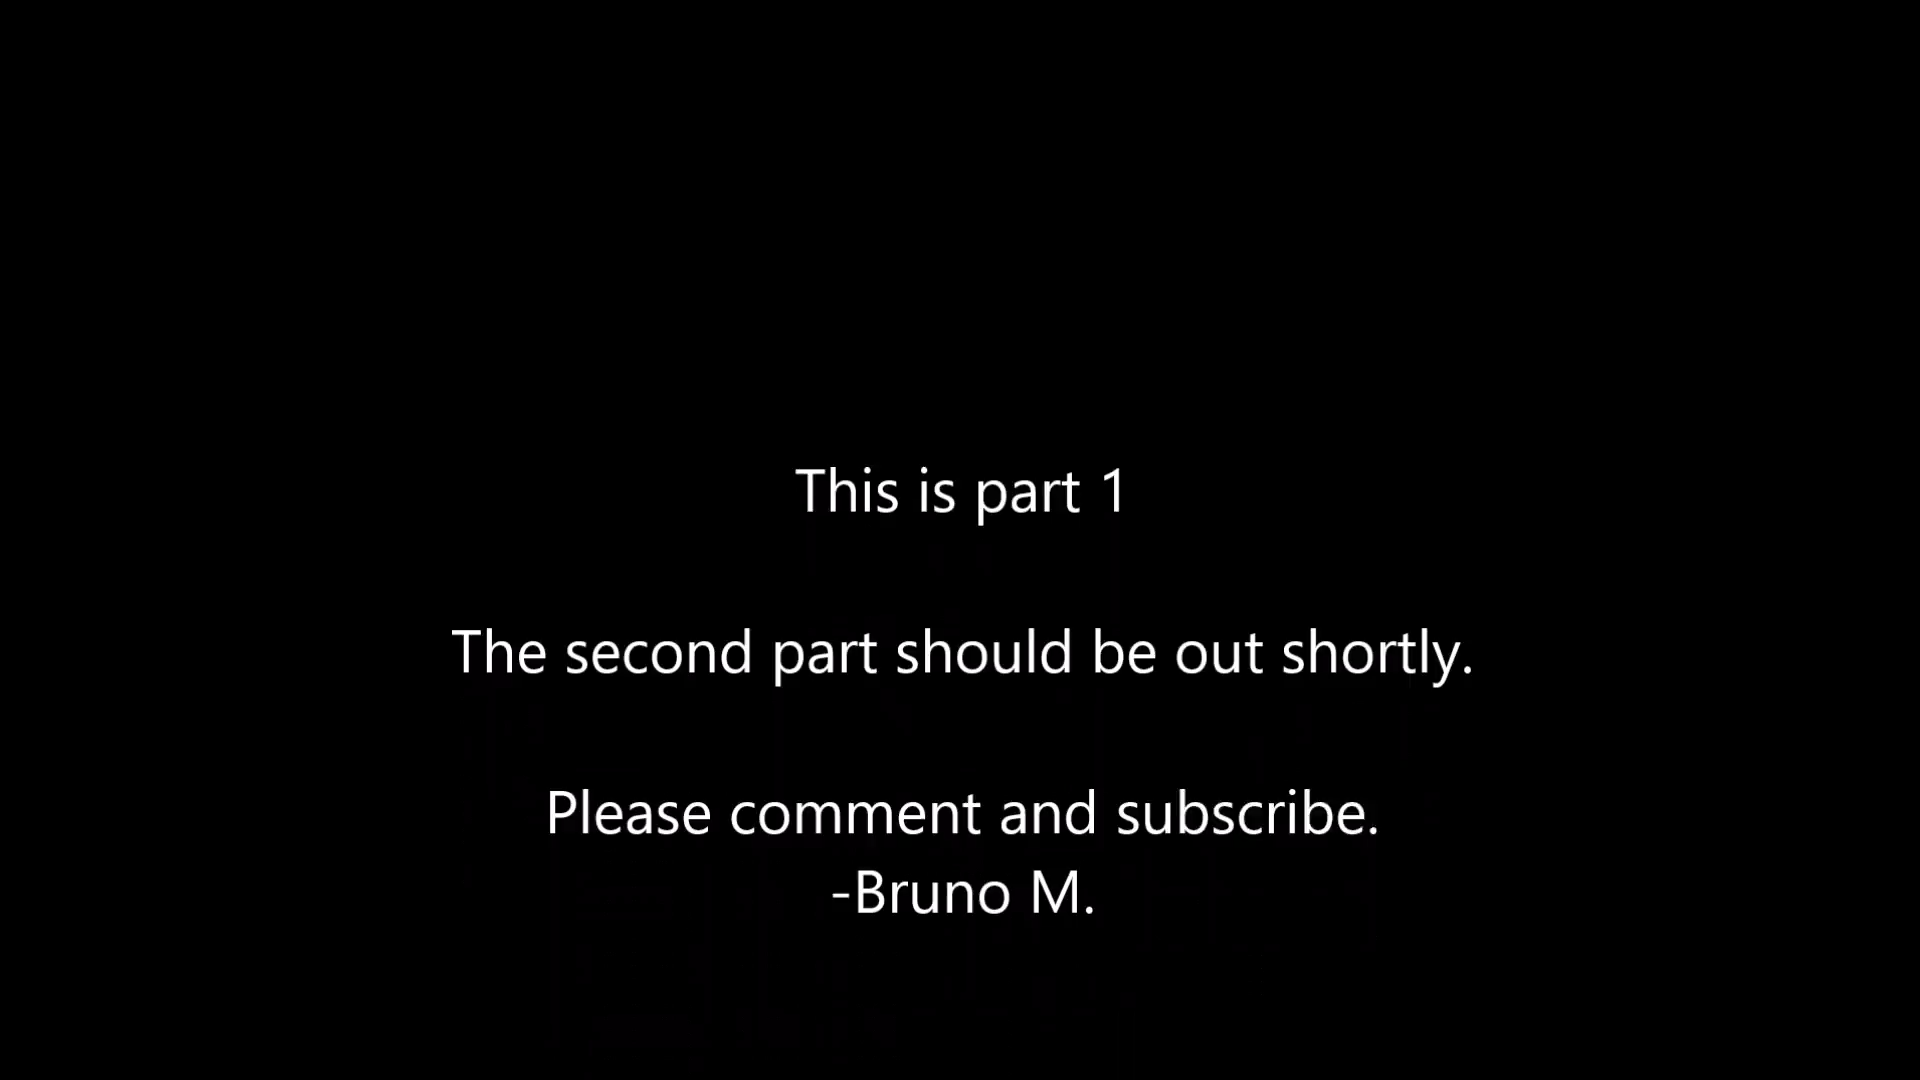 This is part 1
The second part should be out shortly.
Please comment and subscribe.
-Bruno M.